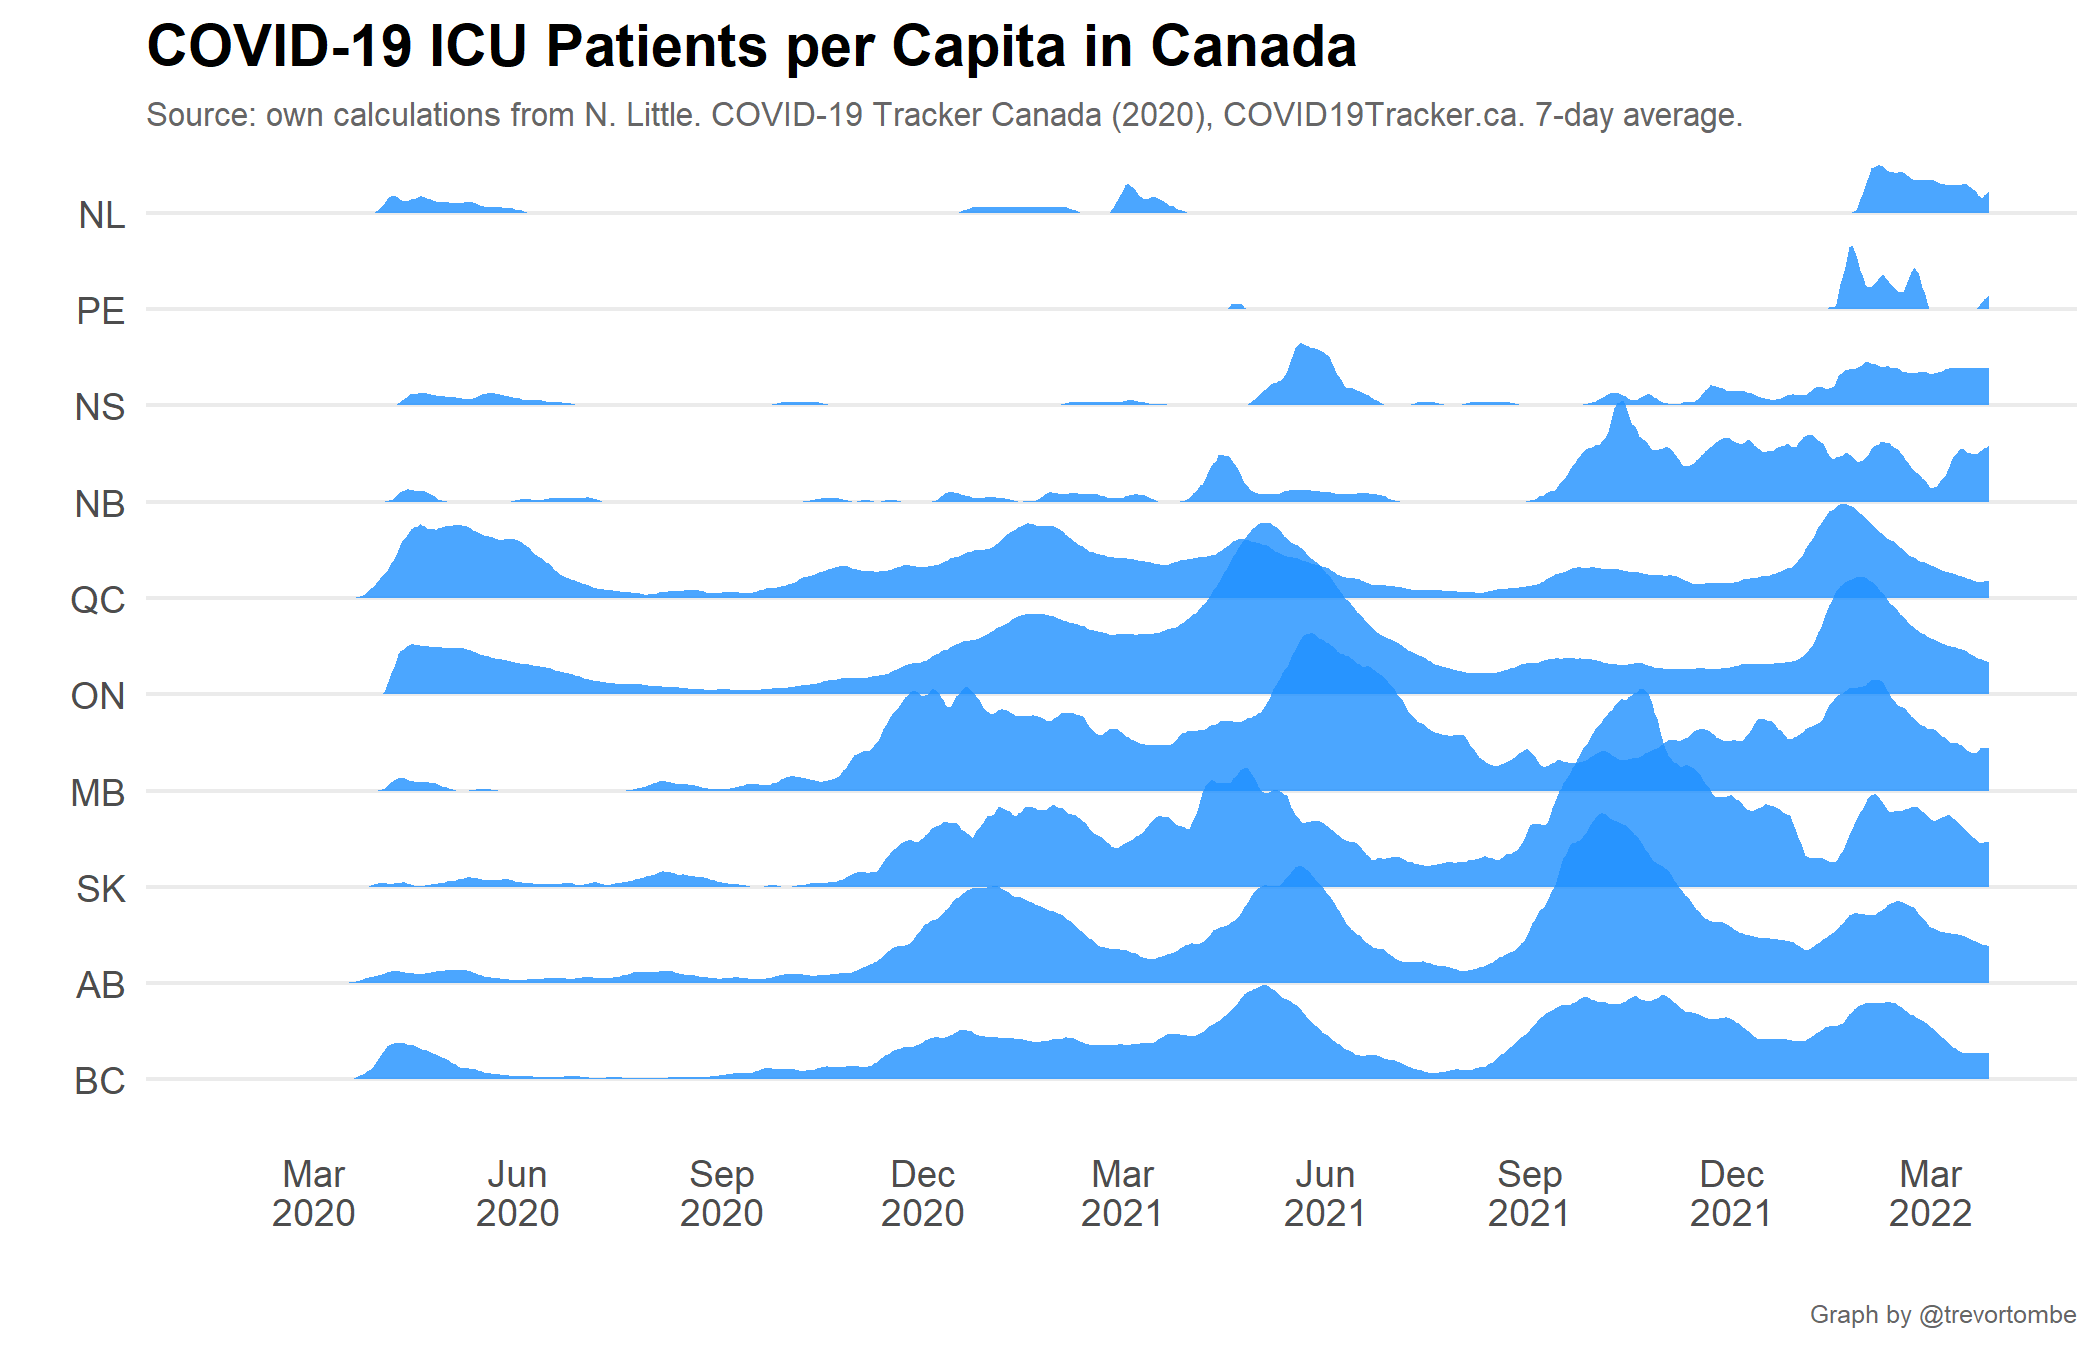 COVID-19 ICU Patients per Capita in Canada
Source: own calculations from N. Little. COVID-19 Tracker Canada (2020), COVID19Tracker.ca. 7-day average.
NL
PE
NS
NB
QC
ON
MB
SK
AB
BC
Mar Jun Sep Dec Mar Jun Sep Dec Mar
2020 2020 2020 2020 2021 2021 2021 2021 2022
Graph by @trevortombe